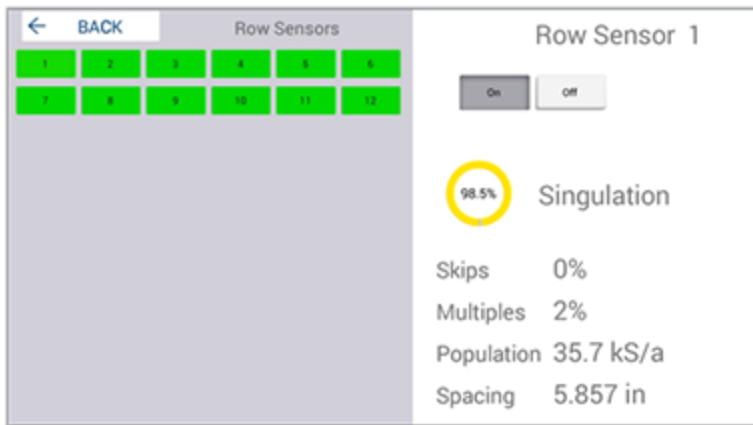 BACK Row Sensors
1 2 3 4 5 6
7 8 9 10 11 12
Row Sensor 1
On Off
98.5% Singulation
Skips 0%
Multiples 2%
Population 35.7 kS/a
Spacing 5.857 in